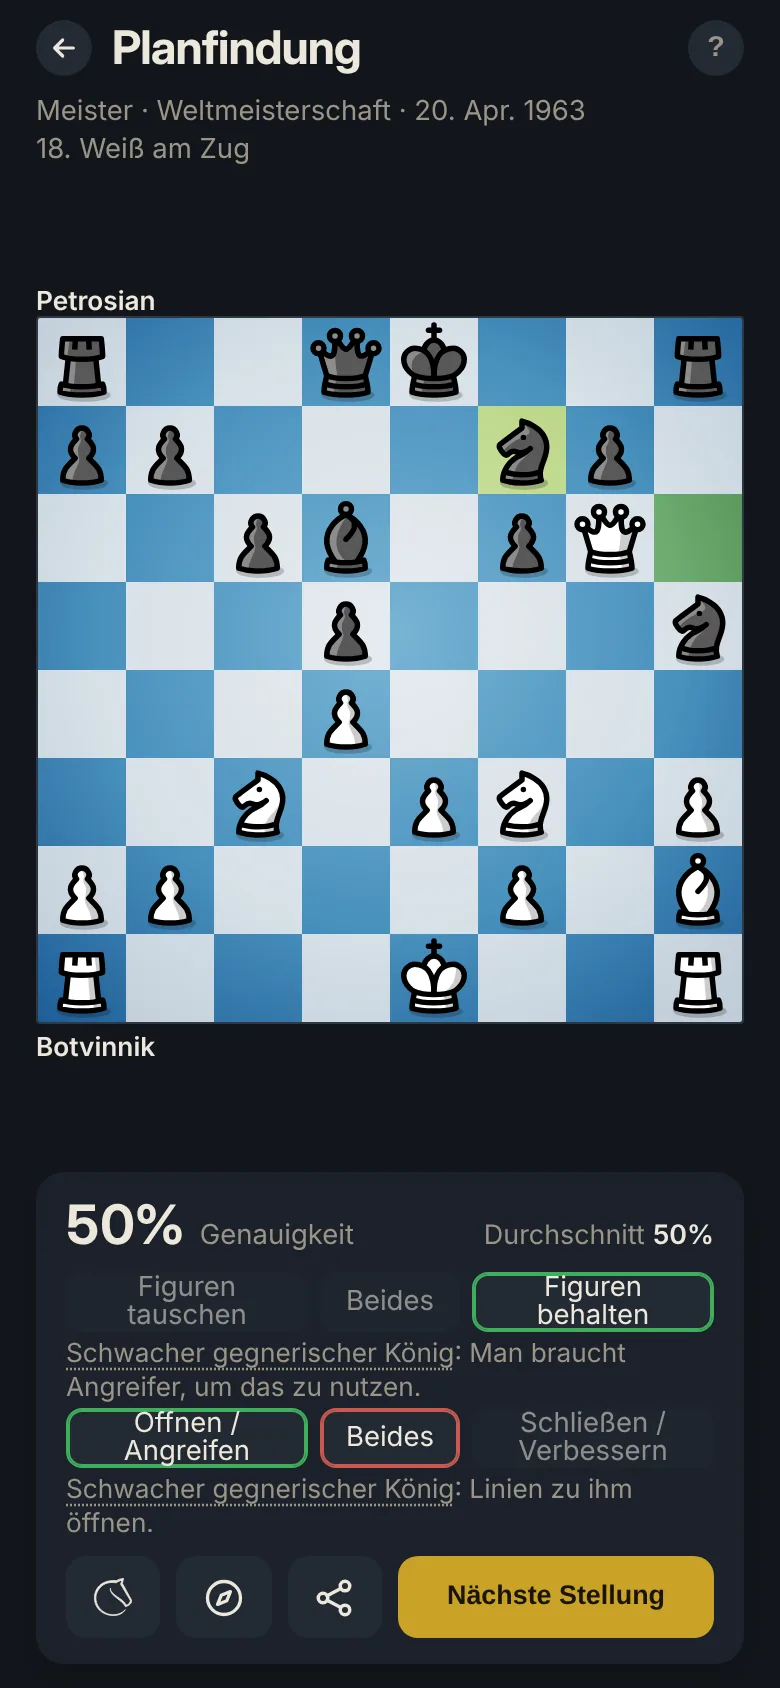 Planfindung
?
Meister · Weltmeisterschaft · 20. Apr. 1963
18. Weiß am Zug
Petrosian
Botvinnik
50% Genauigkeit
Durchschnitt 50%
Figuren
tauschen
Beides
Figuren
behalten
Schwacher gegnerischer König: Man braucht
Angreifer, um das zu nutzen.
Öffnen /
Angreifen
Beides
Schließen /
Verbessern
Schwacher gegnerischer König: Linien zu ihm
öffnen.
Nächste Stellung